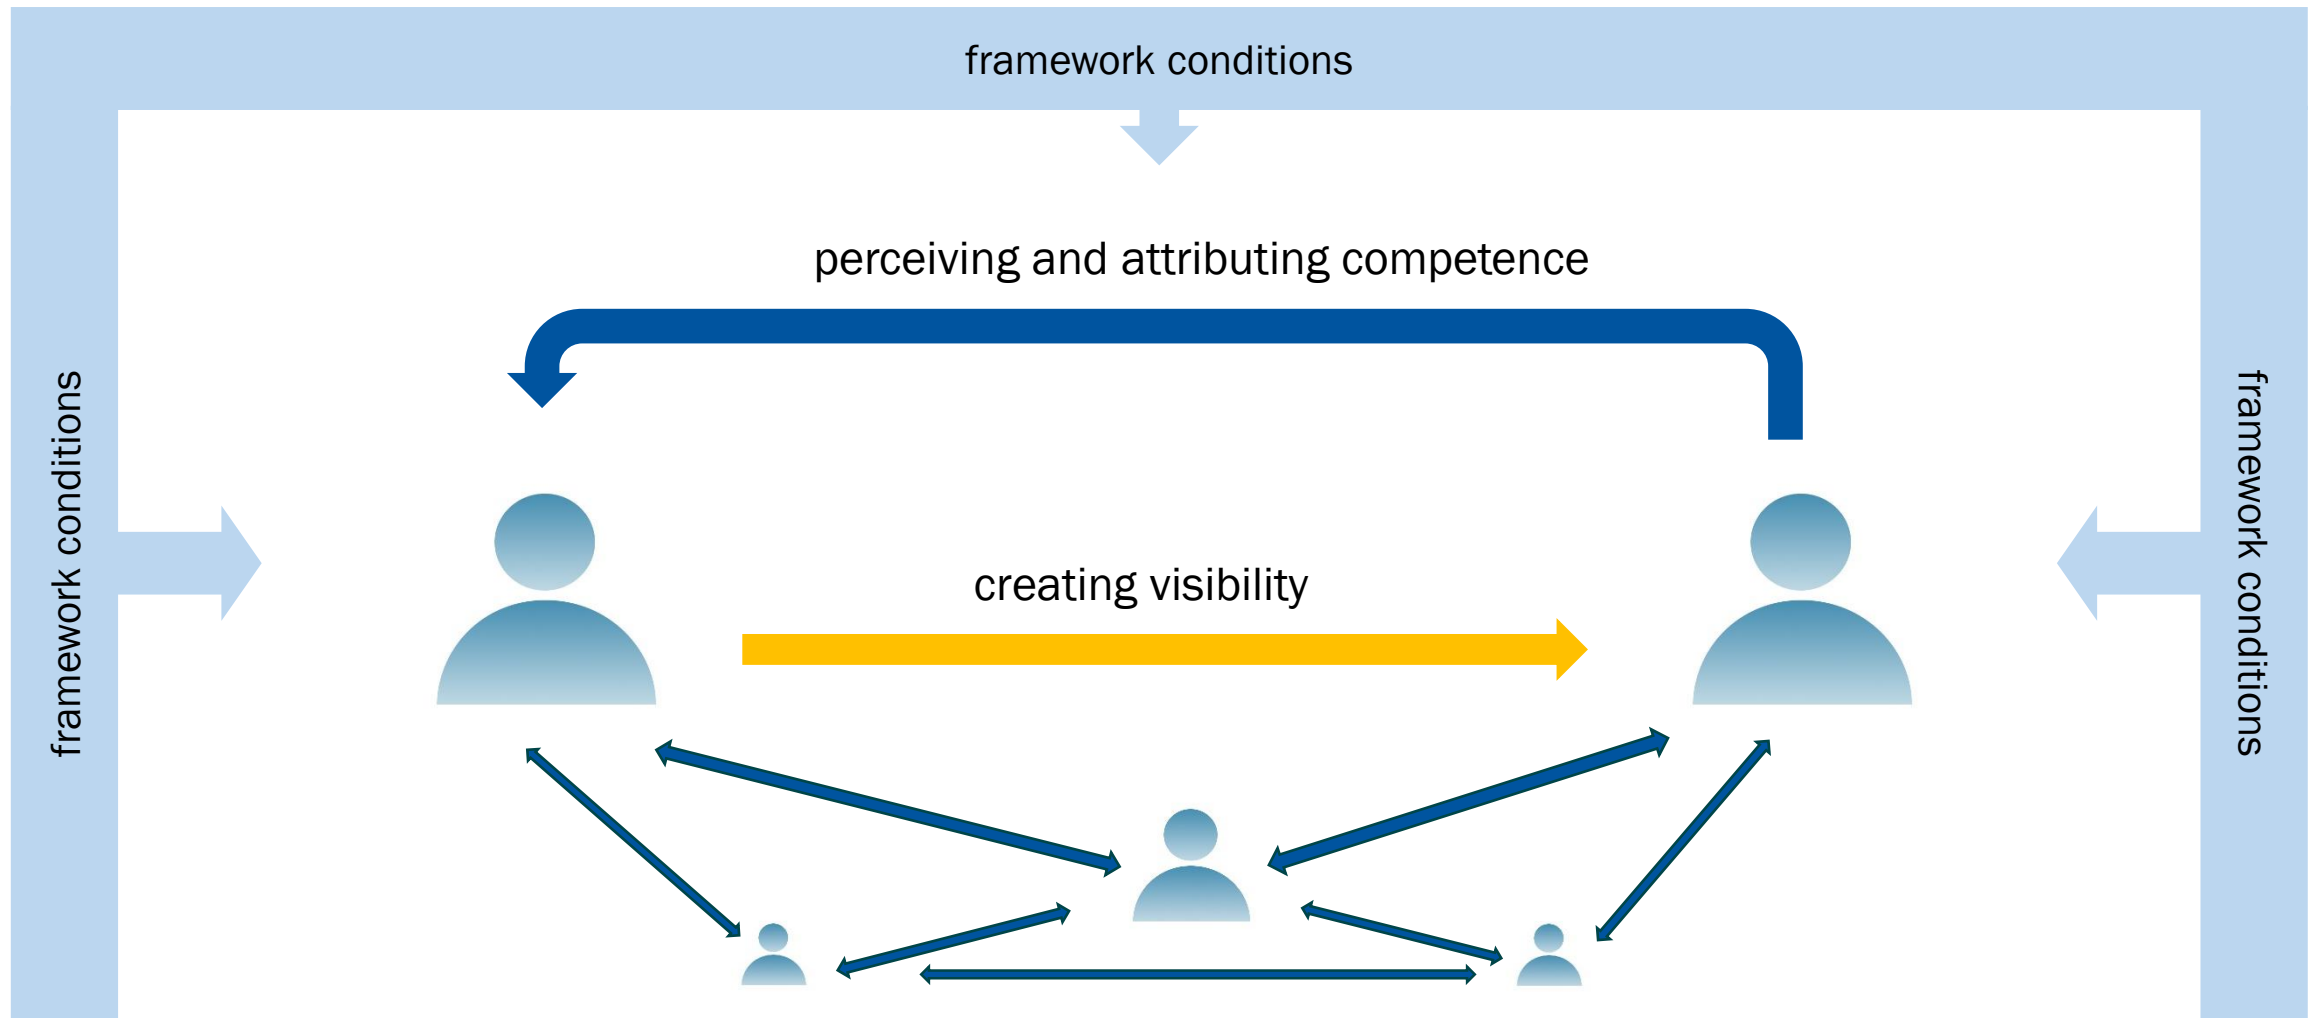 framework conditions
perceiving and attributing competence
framework conditions
framework conditions
creating visibility